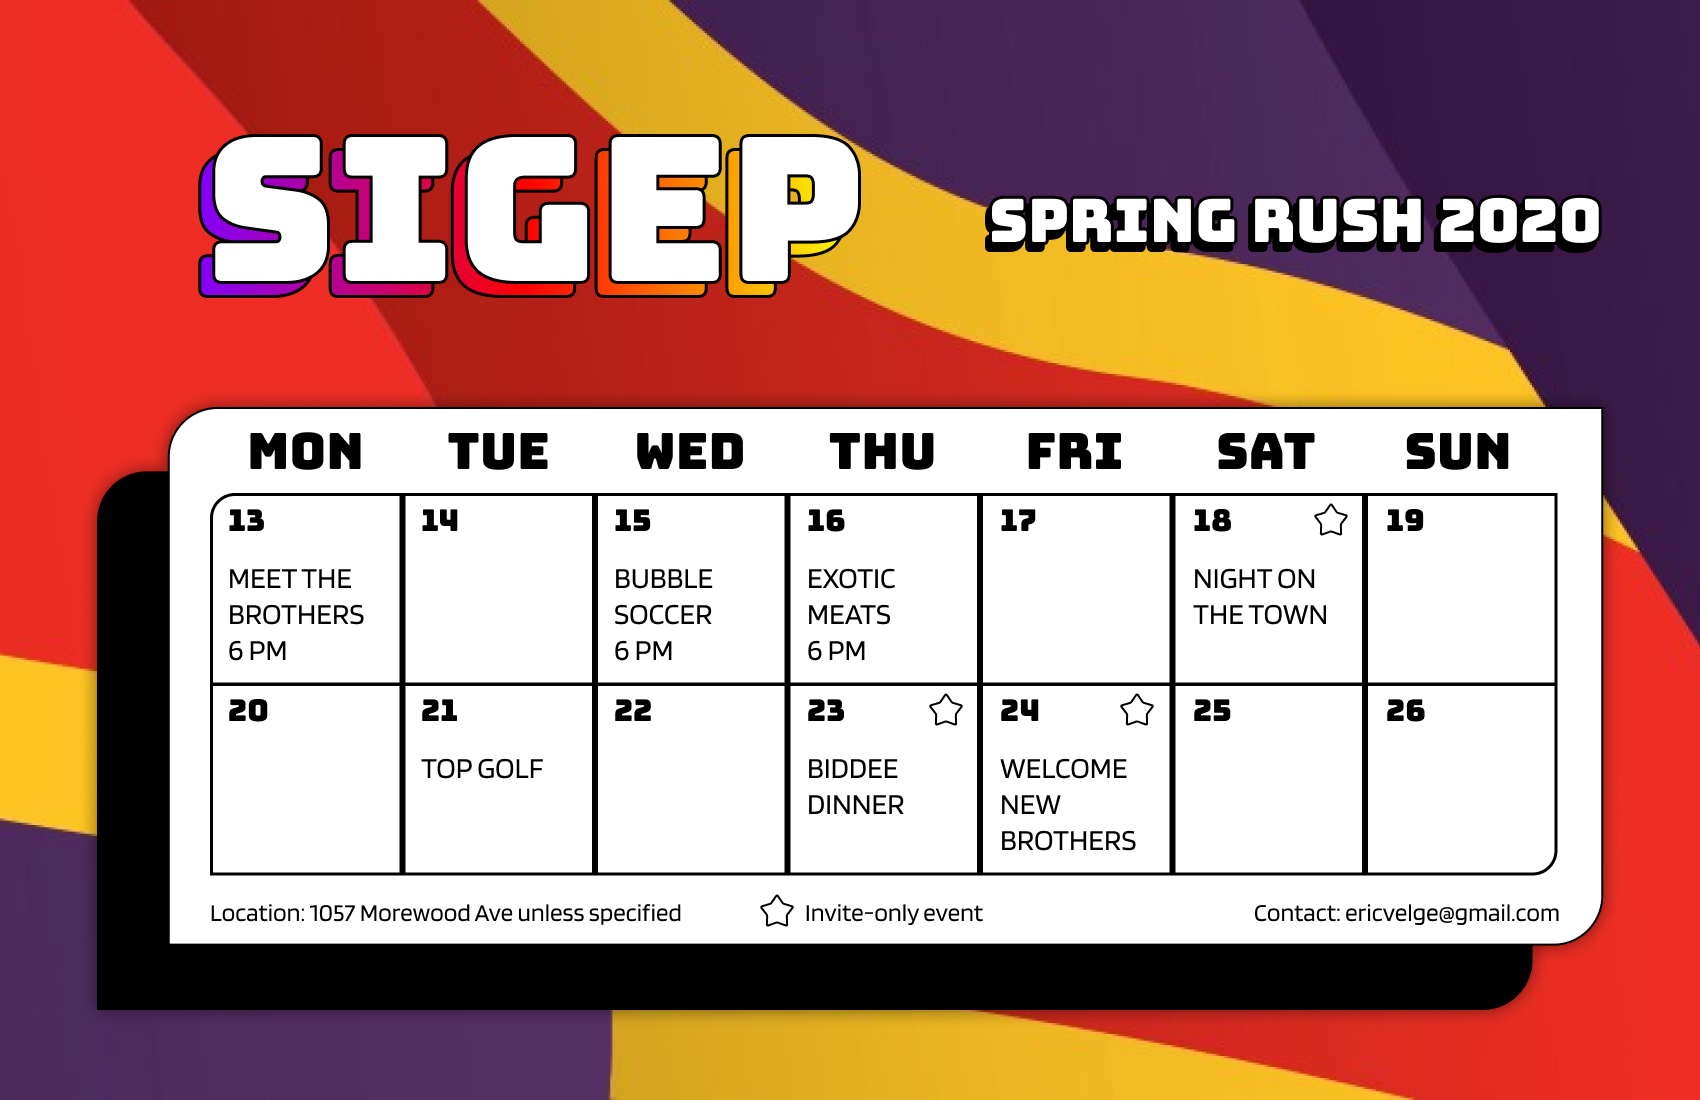 SIGEP
SPRING RUSH 2020
MON TUE WED THU FRI SAT SUN
13
MEET THE
BROTHERS
6 PM
14
15
BUBBLE
SOCCER
6 PM
16
EXOTIC
MEATS
6 PM
17
18
NIGHT ON
THE TOWN
19
20
21
TOP GOLF
22
23
BIDDEE
DINNER
24
WELCOME
NEW
BROTHERS
25
26
Location: 1057 Morewood Ave unless specified
Invite-only event
Contact: ericvelge@gmail.com